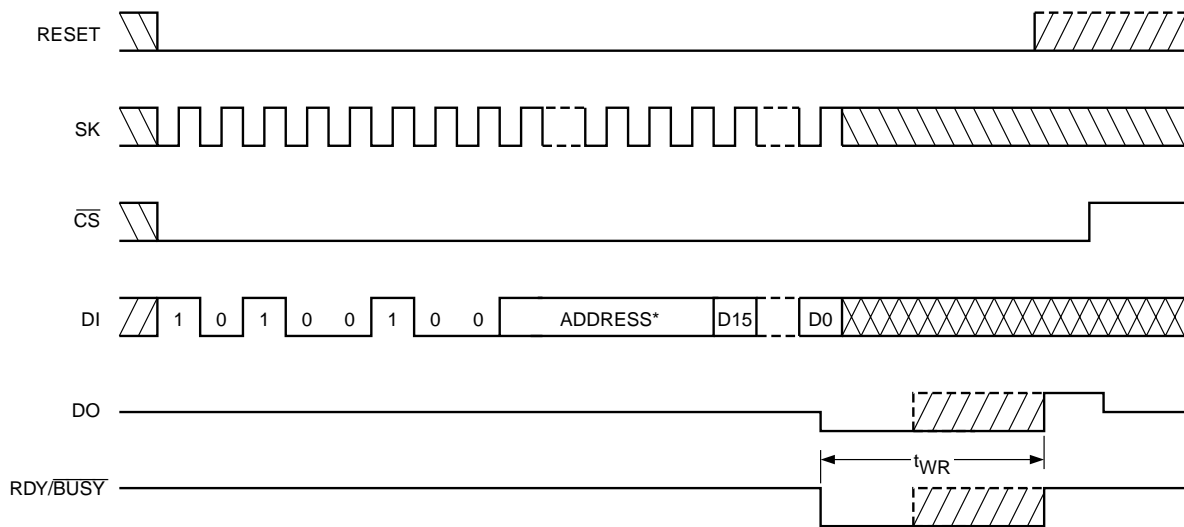 RESET
SK
CS
DI 1 0 1 0 0 1 0 0 ADDRESS* D15 D0
DO
tWR
RDY/BUSY